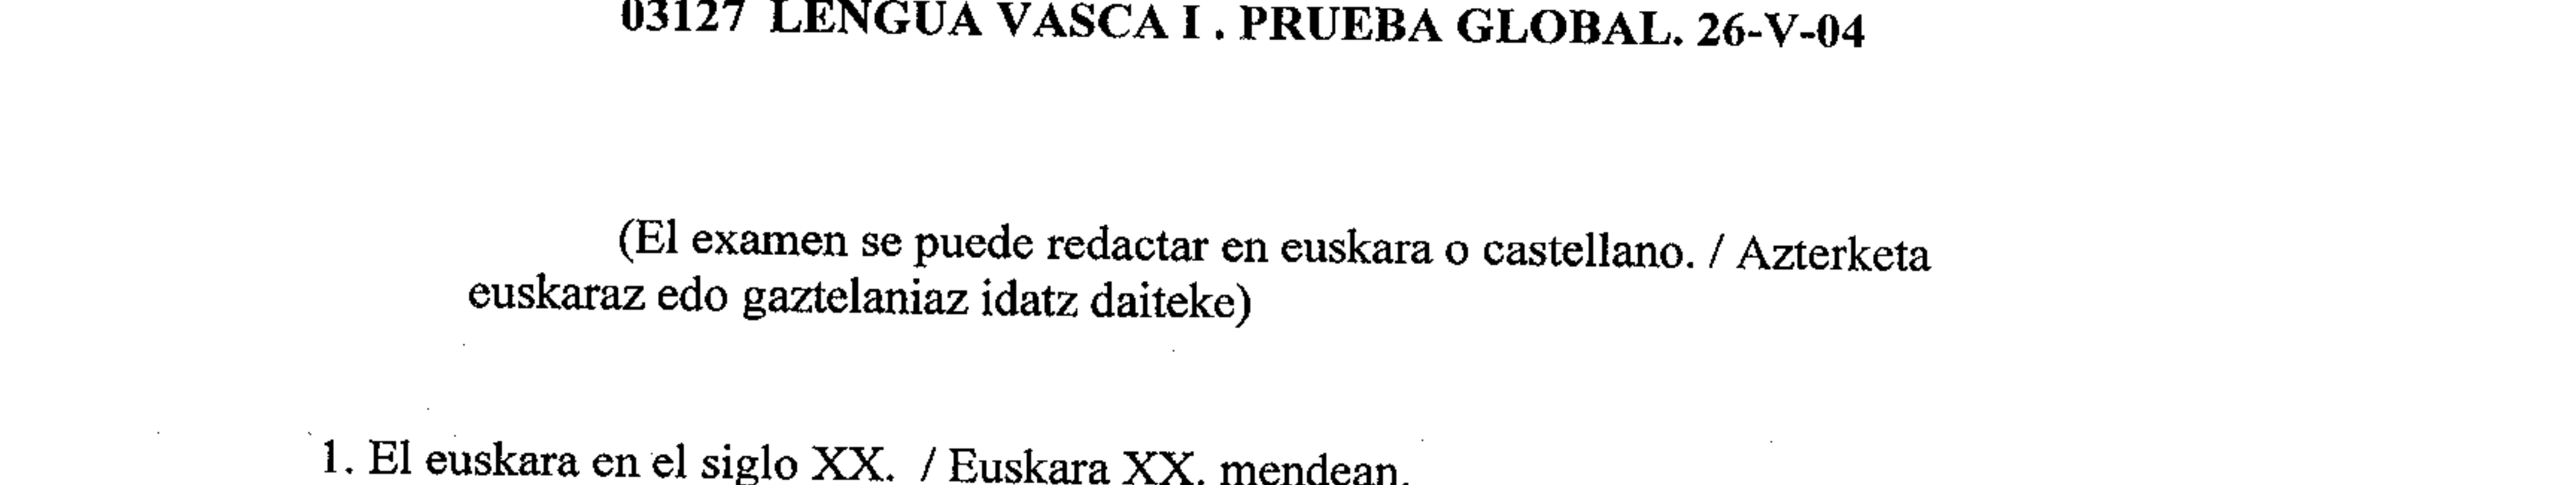 03127 LENGUA VASCA I . PRUEBA GLOBAL. 26-V-04
(El examen se puede redactar en euskara o castellano. / Azterketa
euskaraz edo gaztelaniaz idatz daiteke)
1. El euskara en el siglo XX. / Euskara XX. mendean.